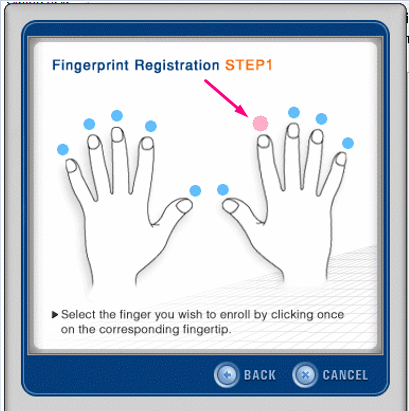 Fingerprint Registration STEP1
Select the finger you wish to enroll by clicking once
on the corresponding fingertip.
BACK CANCEL